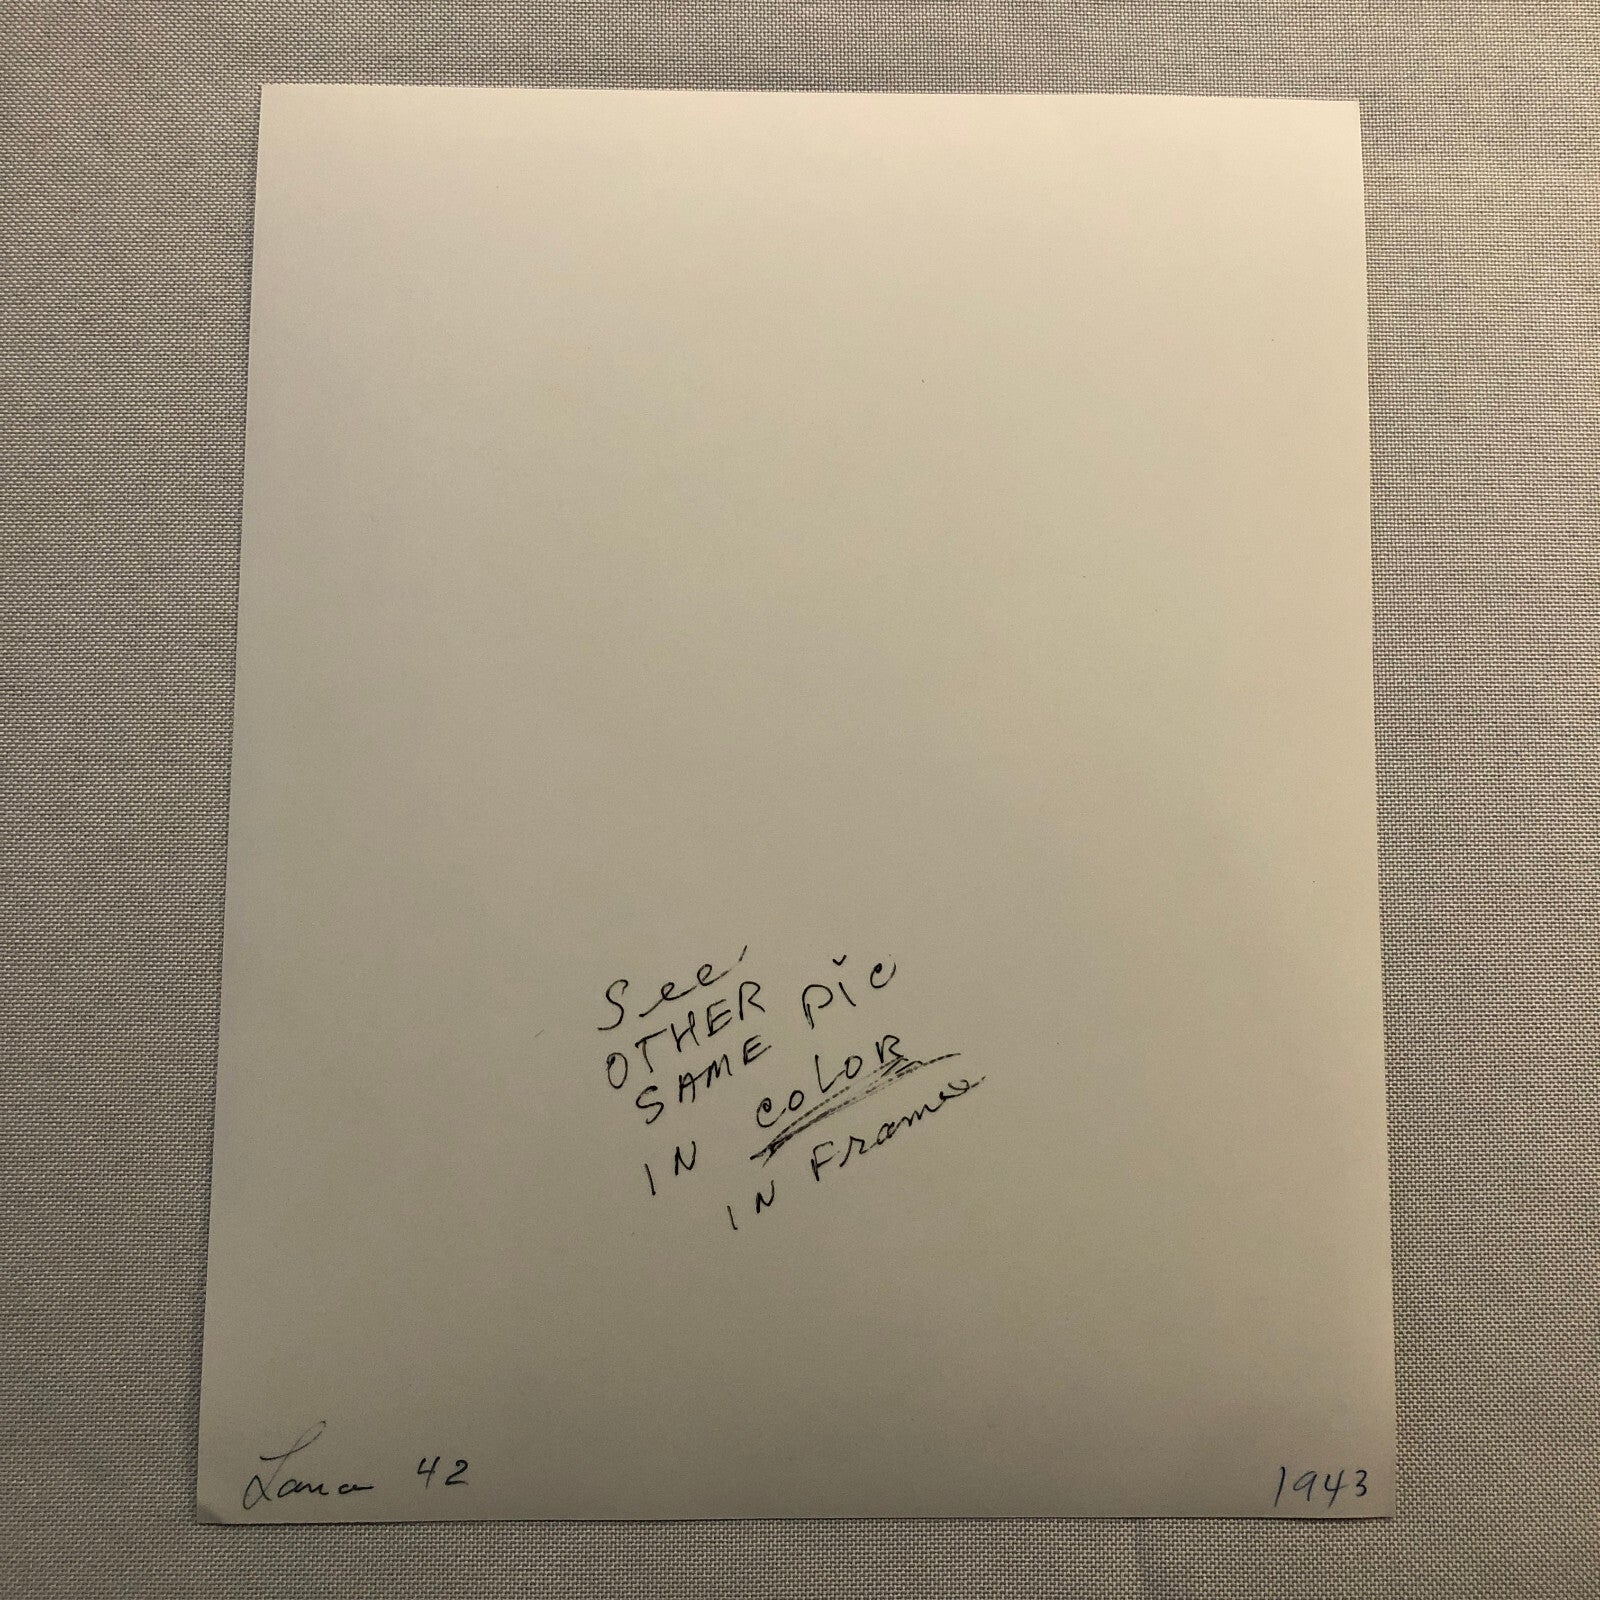 See
OTHER
SAME PIC
IN COLOR
IN Frame
Lana 42
1943